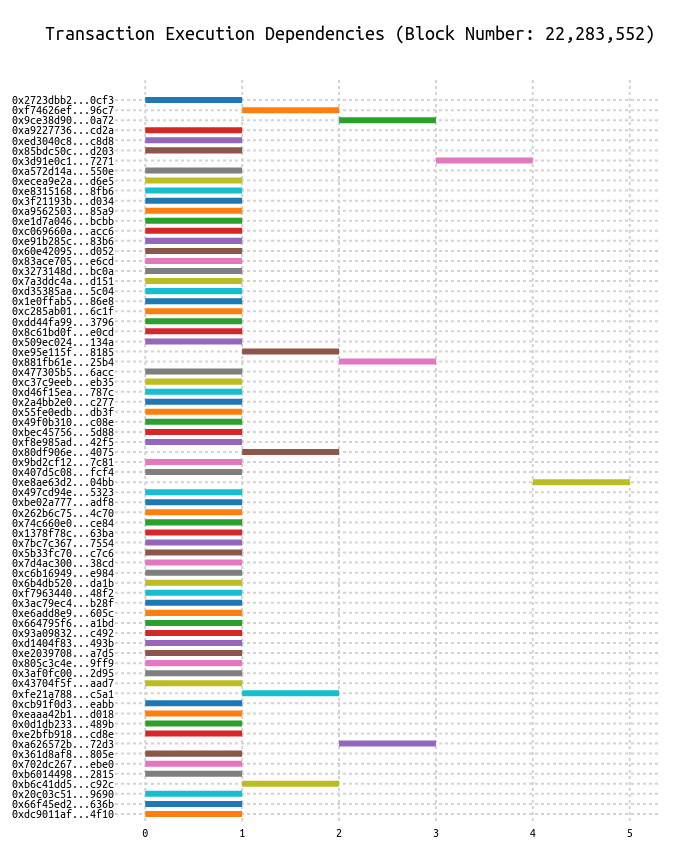 Transaction Execution Dependencies (Block Number: 22,283,552)
0x2723dbb2...0cf3
0xf74626ef...96c7
0x9ce38d90...0a72
0xa9227736...cd2a
0xed3040c8...c8d8
0x85bdc50c...d203
0x3d91e0c1...7271
0xa572d14a...550e
0xecea9e2a...d6e5
0xe8315168...8fb6
0x3f21193b...d034
0xa9562503...85a9
0xe1d7a046...bcbb
0xc069660a...acc6
0xe91b285c...83b6
0x60e42095...d052
0x83ace705...e6cd
0x3273148d...bc0a
0x7a3ddc4a...d151
0xd35385aa...5c04
0x1e0ffab5...86e8
0xc285ab01...6c1f
0xdd44fa99...3796
0x8c61bd0f...e0cd
0x509ec024...134a
0xe95e115f...8185
0x881fb61e...25b4
0x477305b5...6acc
0xc37c9eeb...eb35
0xd46f15ea...787c
0x2a4bb2e0...c277
0x55fe0edb...db3f
0x49f0b310...c08e
0xbec45756...5d88
0xf8e985ad...42f5
0x80df906e...4075
0x9bd2cf12...7c81
0x407d5c08...fcf4
0xe8ae63d2...04bb
0x497cd94e...5323
0xbe02a777...adf8
0x262b6c75...4c70
0x74c660e0...ce84
0x1378f78c...63ba
0x7bc7c367...7554
0x5b33fc70...c7c6
0x7d4ac300...38cd
0xc6b16949...e984
0x6b4db520...da1b
0xf7963440...48f2
0x3ac79ec4...b28f
0xe6add8e9...605c
0x664795f6...a1bd
0x93a09832...c492
0xd1404f83...493b
0xe2039708...a7d5
0x805c3c4e...9ff9
0x3af0fc00...2d95
0x43704f5f...aad7
0xfe21a788...c5a1
0xcb91f0d3...eabb
0xeaaa42b1...d018
0x0d1db233...489b
0xe2bfb918...cd8e
0xa626572b...72d3
0x361d8af8...805e
0x702dc267...ebe0
0xb6014498...2815
0xb6c41dd5...c92c
0x20c03c51...9690
0x66f45ed2...636b
0xdc9011af...4f10
0 1 2 3 4 5